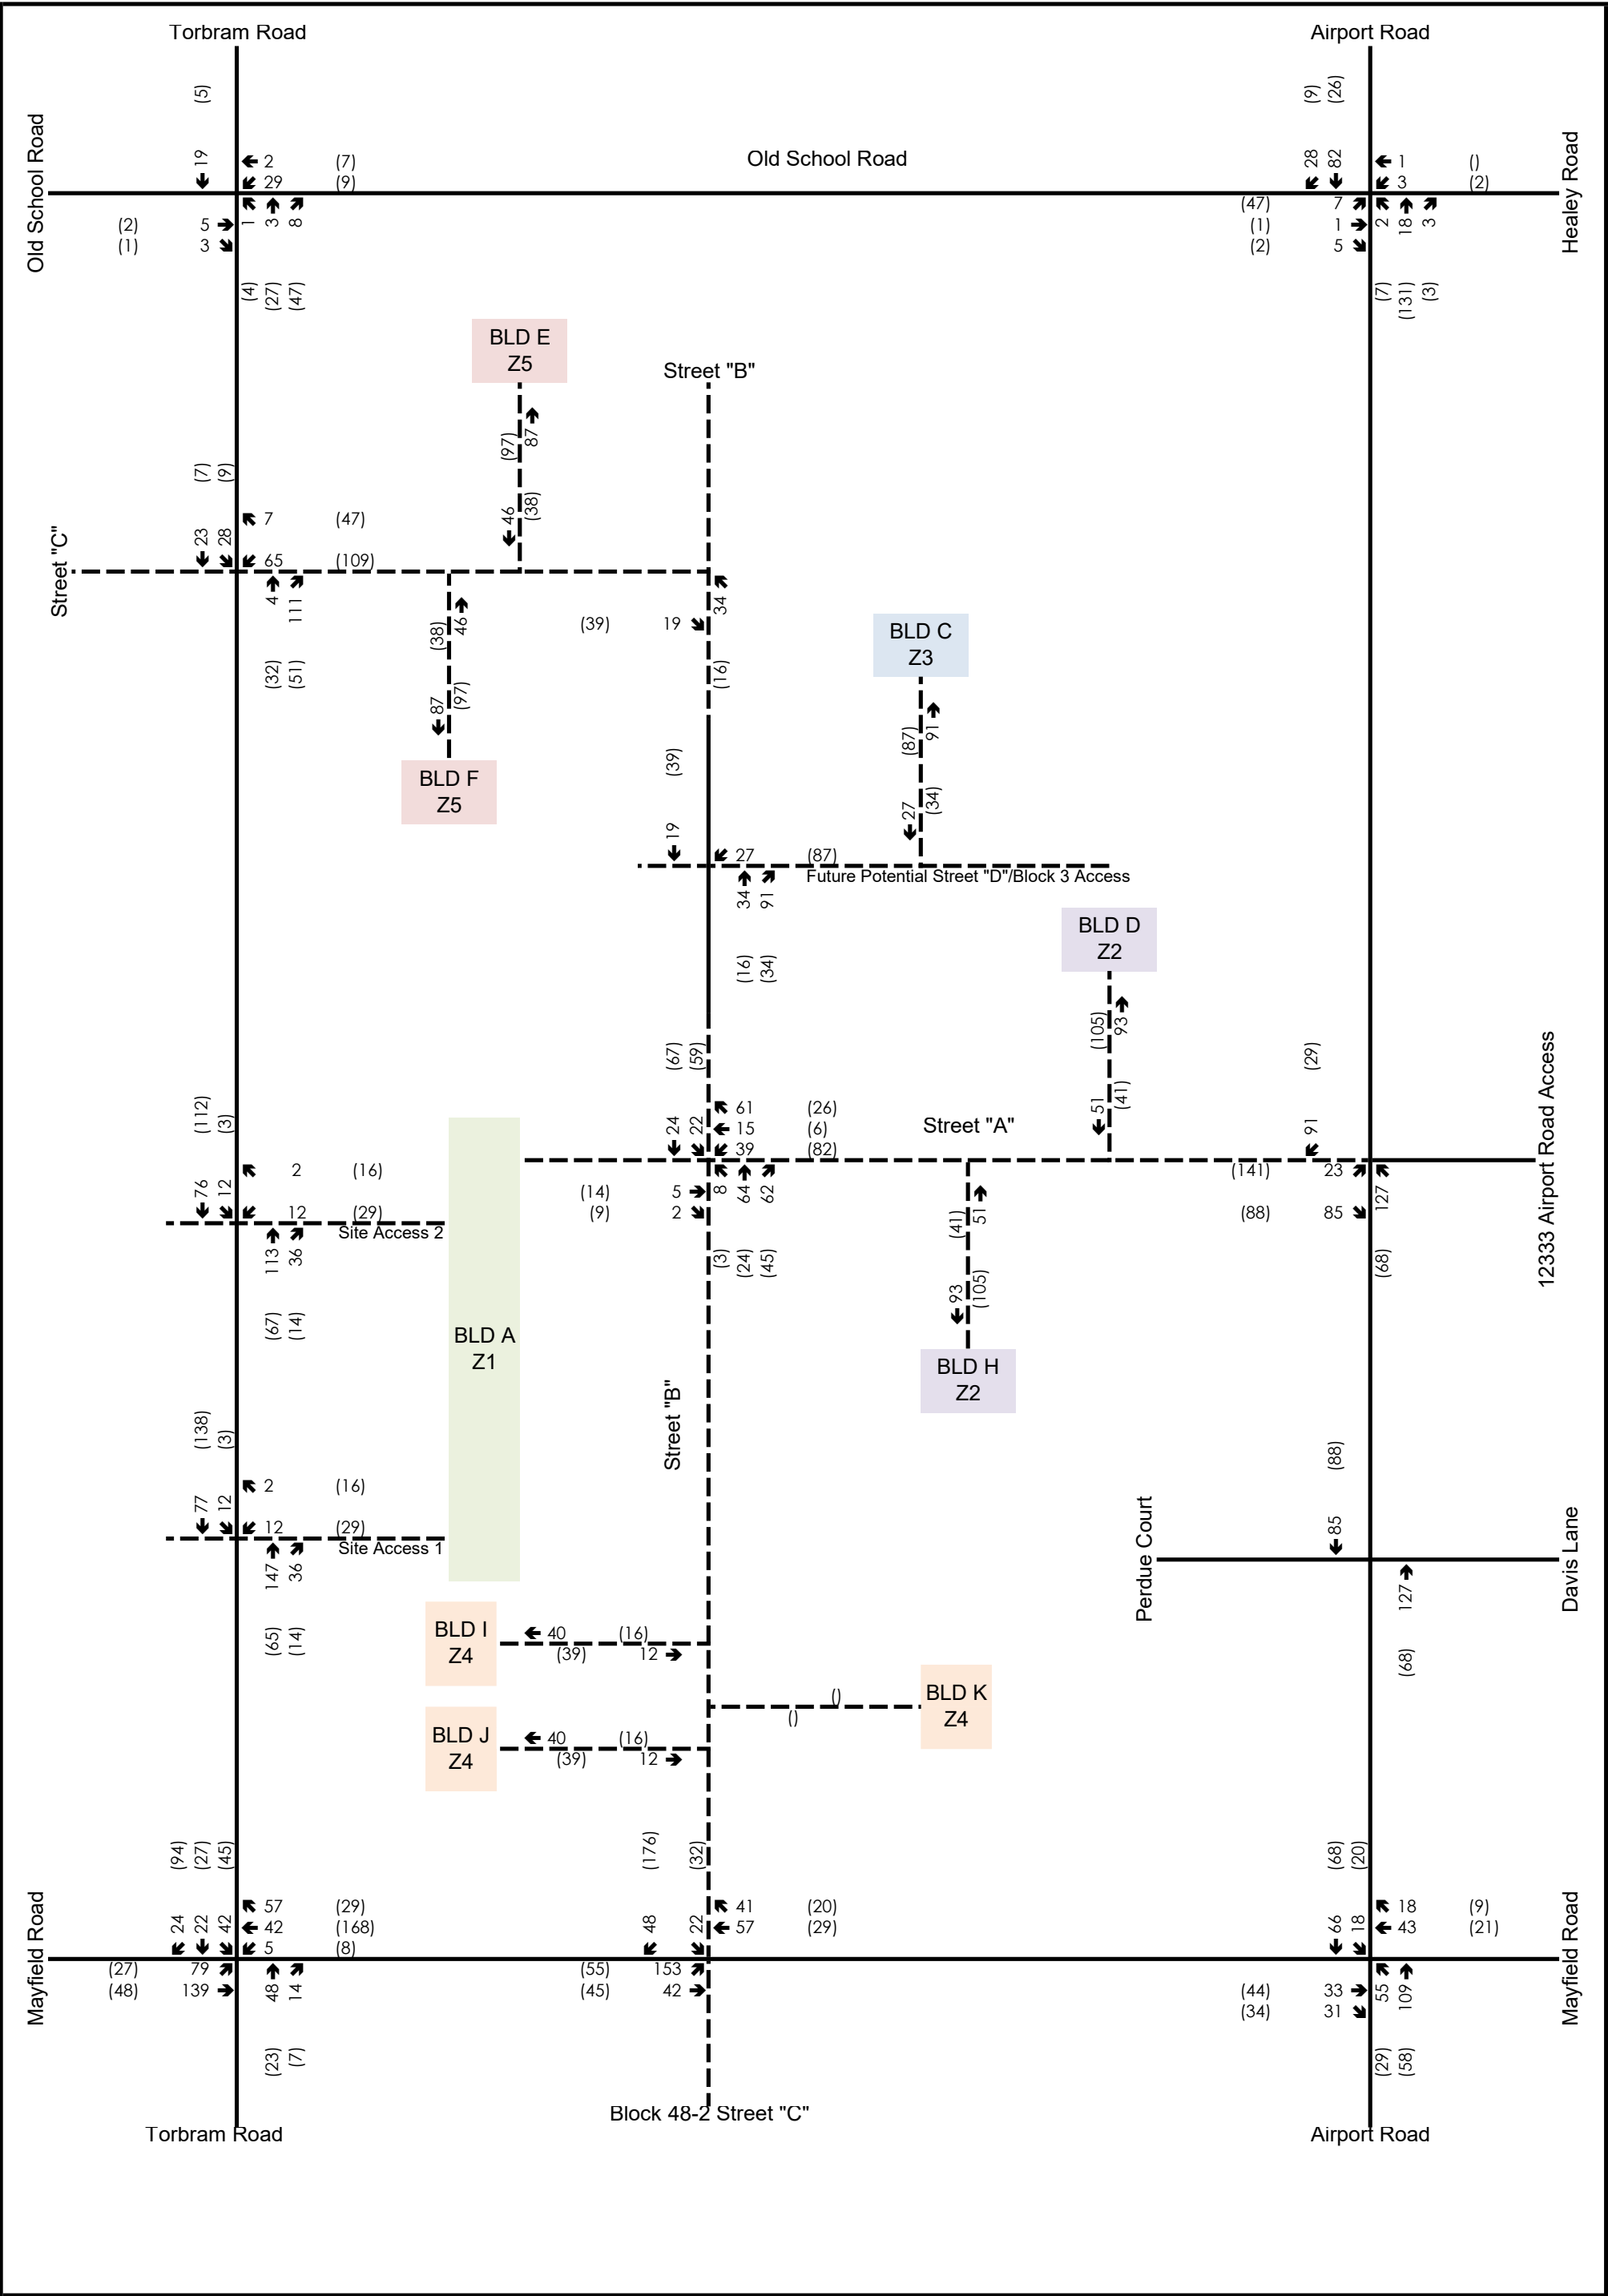 Torbram Road
Airport Road
(5)
(9) (26)
Old School Road
Old School Road
Healey Road
19
2 (7)
29 (9)
28 82
1 ()
3 (2)
(2) 5
(1) 3
1 3 8
(4) (27) (47)
(47) 7
(1) 1
(2) 5
2 18 3
(7) (131) (3)
BLD E
Z5
Street "B"
(97) 87
46 (38)
(7) (9)
Street "C"
23 28
7 (47)
65 (109)
4 111
(32) (51)
(38) 46
87 (97)
BLD F
Z5
(39) 19
34
(16)
BLD C
Z3
(87) 91
27 (34)
(39)
19
27 (87)
Future Potential Street "D"/Block 3 Access
34 91
(16) (34)
BLD D
Z2
(105) 93
51 (41)
(67) (59)
24 22
61 (26)
15 (6)
39 (82)
Street "A"
(29)
91
12333 Airport Road Access
(14) 5
(9) 2
8 64 62
(3) (24) (45)
(41) 51
93 (105)
BLD H
Z2
(141) 23
(88) 85
127
(68)
(112) (3)
76 12
2 (16)
12 (29)
Site Access 2
113 36
(67) (14)
BLD A
Z1
Street "B"
(138) (3)
77 12
2 (16)
12 (29)
Site Access 1
147 36
(65) (14)
(88)
85
Perdue Court
Davis Lane
127
(68)
BLD I
Z4
40 (16)
(39) 12
BLD K
Z4
()
()
BLD J
Z4
40 (16)
(39) 12
(94) (27) (45)
(176) (32)
(68) (20)
Mayfield Road
24 22 42
57 (29)
42 (168)
5 (8)
48 22
41 (20)
57 (29)
66 18
18 (9)
43 (21)
Mayfield Road
(27) 79
(48) 139
48 14
(23) (7)
(55) 153
(45) 42
(44) 33
(34) 31
55 109
(29) (58)
Block 48-2 Street "C"
Torbram Road
Airport Road